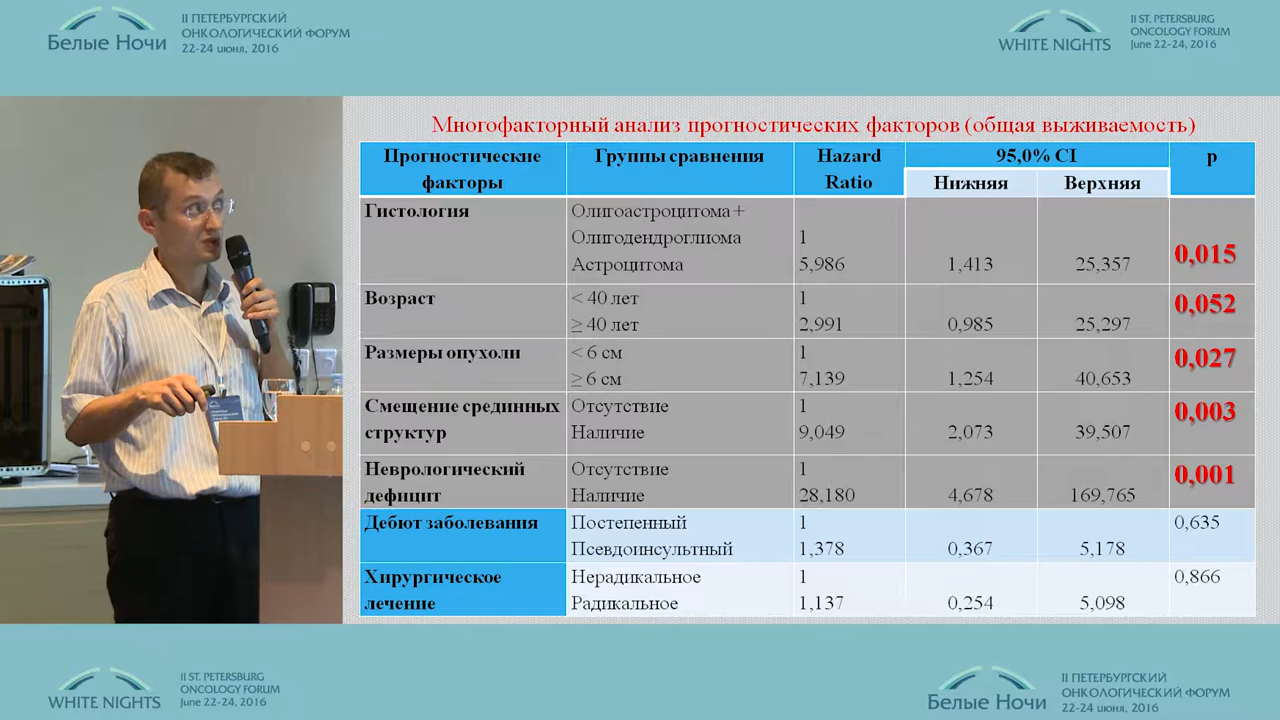 Белые Ночи
II ПЕТЕРБУРГСКИЙ
ОНКОЛОГИЧЕСКИЙ ФОРУМ
22-24 июня, 2016
WHITE NIGHTS
II ST. PETERSBURG
ONCOLOGY FORUM
June 22-24, 2016
Многофакторный анализ прогностических факторов (общая выживаемость)
Прогностические факторы
Группы сравнения
Hazard Ratio
95,0% CI
p
Нижняя
Верхняя
Гистология
Олигоастроцитома +
Олигодендроглиома 1
Астроцитома 5,986 1,413 25,357
0,015
Возраст < 40 лет 1
≥ 40 лет 2,991 0,985 25,297
0,052
Размеры опухоли < 6 см 1
≥ 6 см 7,139 1,254 40,653
0,027
Смещение срединных структур
Отсутствие 1
Наличие 9,049 2,073 39,507
0,003
Неврологический дефицит
Отсутствие 1
Наличие 28,180 4,678 169,765
0,001
Дебют заболевания Постепенный 1
Псевдоинсультный 1,378 0,367 5,178
0,635
Хирургическое лечение
Нерадикальное 1
Радикальное 1,137 0,254 5,098
0,866
WHITE NIGHTS
II ST. PETERSBURG
ONCOLOGY FORUM
June 22-24, 2016
Белые Ночи
II ПЕТЕРБУРГСКИЙ
ОНКОЛОГИЧЕСКИЙ ФОРУМ
22-24 июня, 2016